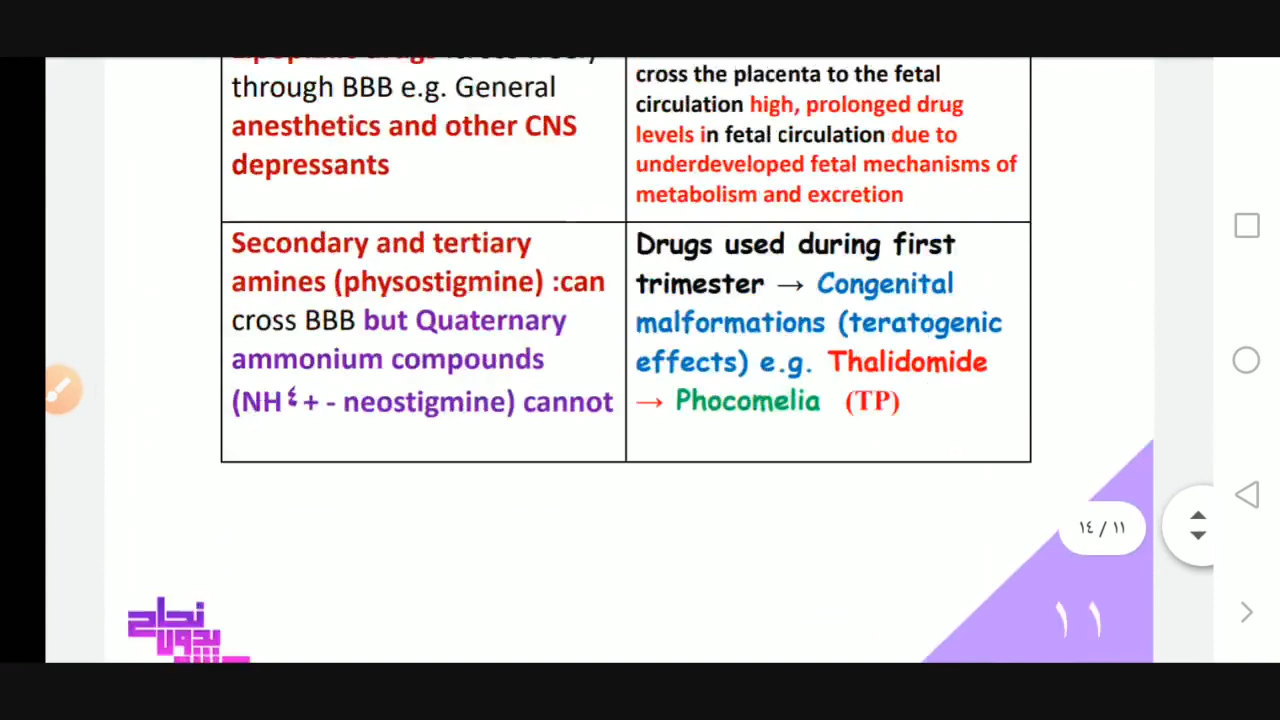 through BBB e.g. General
anesthetics and other CNS
depressants
cross the placenta to the fetal
circulation high, prolonged drug
levels in fetal circulation due to
underdeveloped fetal mechanisms of
metabolism and excretion
Secondary and tertiary
amines (physostigmine) :can
cross BBB but Quaternary
ammonium compounds
(NH٤+ - neostigmine) cannot
Drugs used during first
trimester → Congenital
malformations (teratogenic
effects) e.g. Thalidomide
→ Phocomelia (TP)
١٤ / ١١
١١
نجاح
بدون